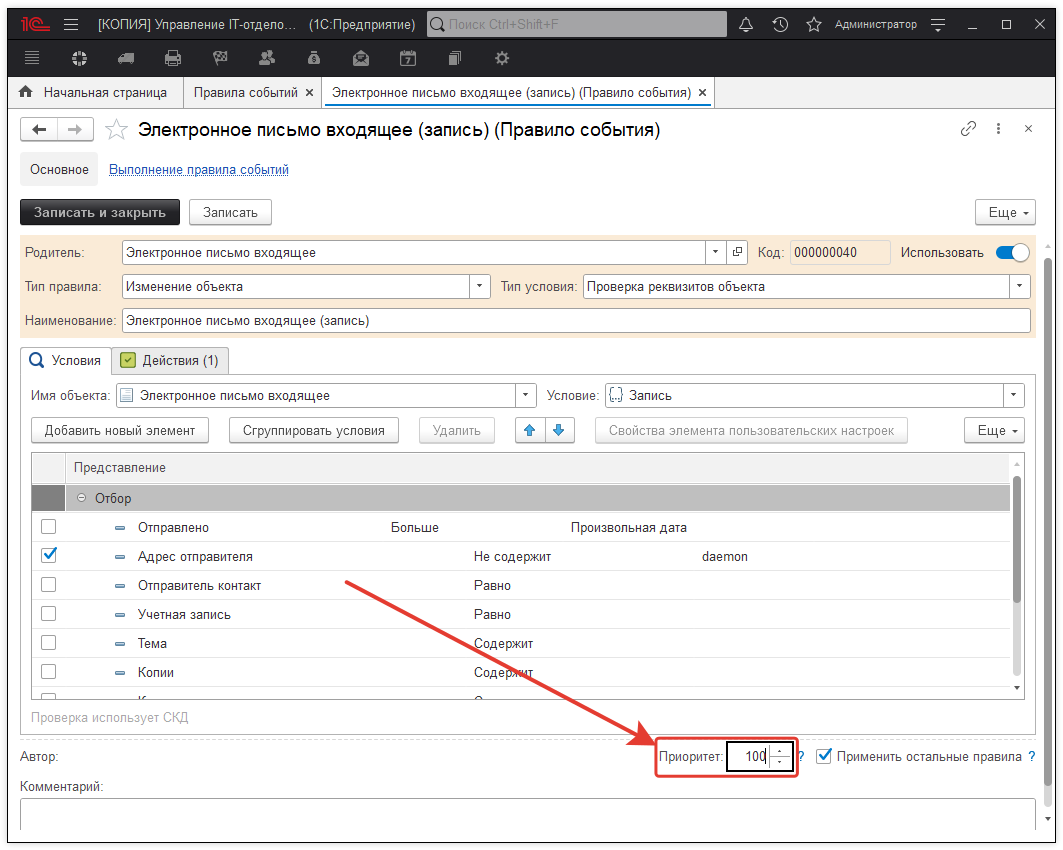 1С [КОПИЯ] Управление IT-отдело... (1С:Предприятие) Поиск Ctrl+Shift+F Администратор
7
Начальная страница Правила событий × Электронное письмо входящее (запись) (Правило события) ×
Электронное письмо входящее (запись) (Правило события)
Основное Выполнение правила событий
Записать и закрыть Записать Еще
Родитель: Электронное письмо входящее Код: 000000040 Использовать
Тип правила: Изменение объекта Тип условия: Проверка реквизитов объекта
Наименование: Электронное письмо входящее (запись)
Условия Действия (1)
Имя объекта: Электронное письмо входящее Условие: Запись
Добавить новый элемент Сгруппировать условия Удалить Свойства элемента пользовательских настроек Еще
Представление
Отбор
Отправлено Больше Произвольная дата
Адрес отправителя Не содержит daemon
Отправитель контакт Равно
Учетная запись Равно
Тема Содержит
Копии Содержит
Проверка использует СКД
Автор: Приоритет: 100 ? Применить остальные правила ?
Комментарий: